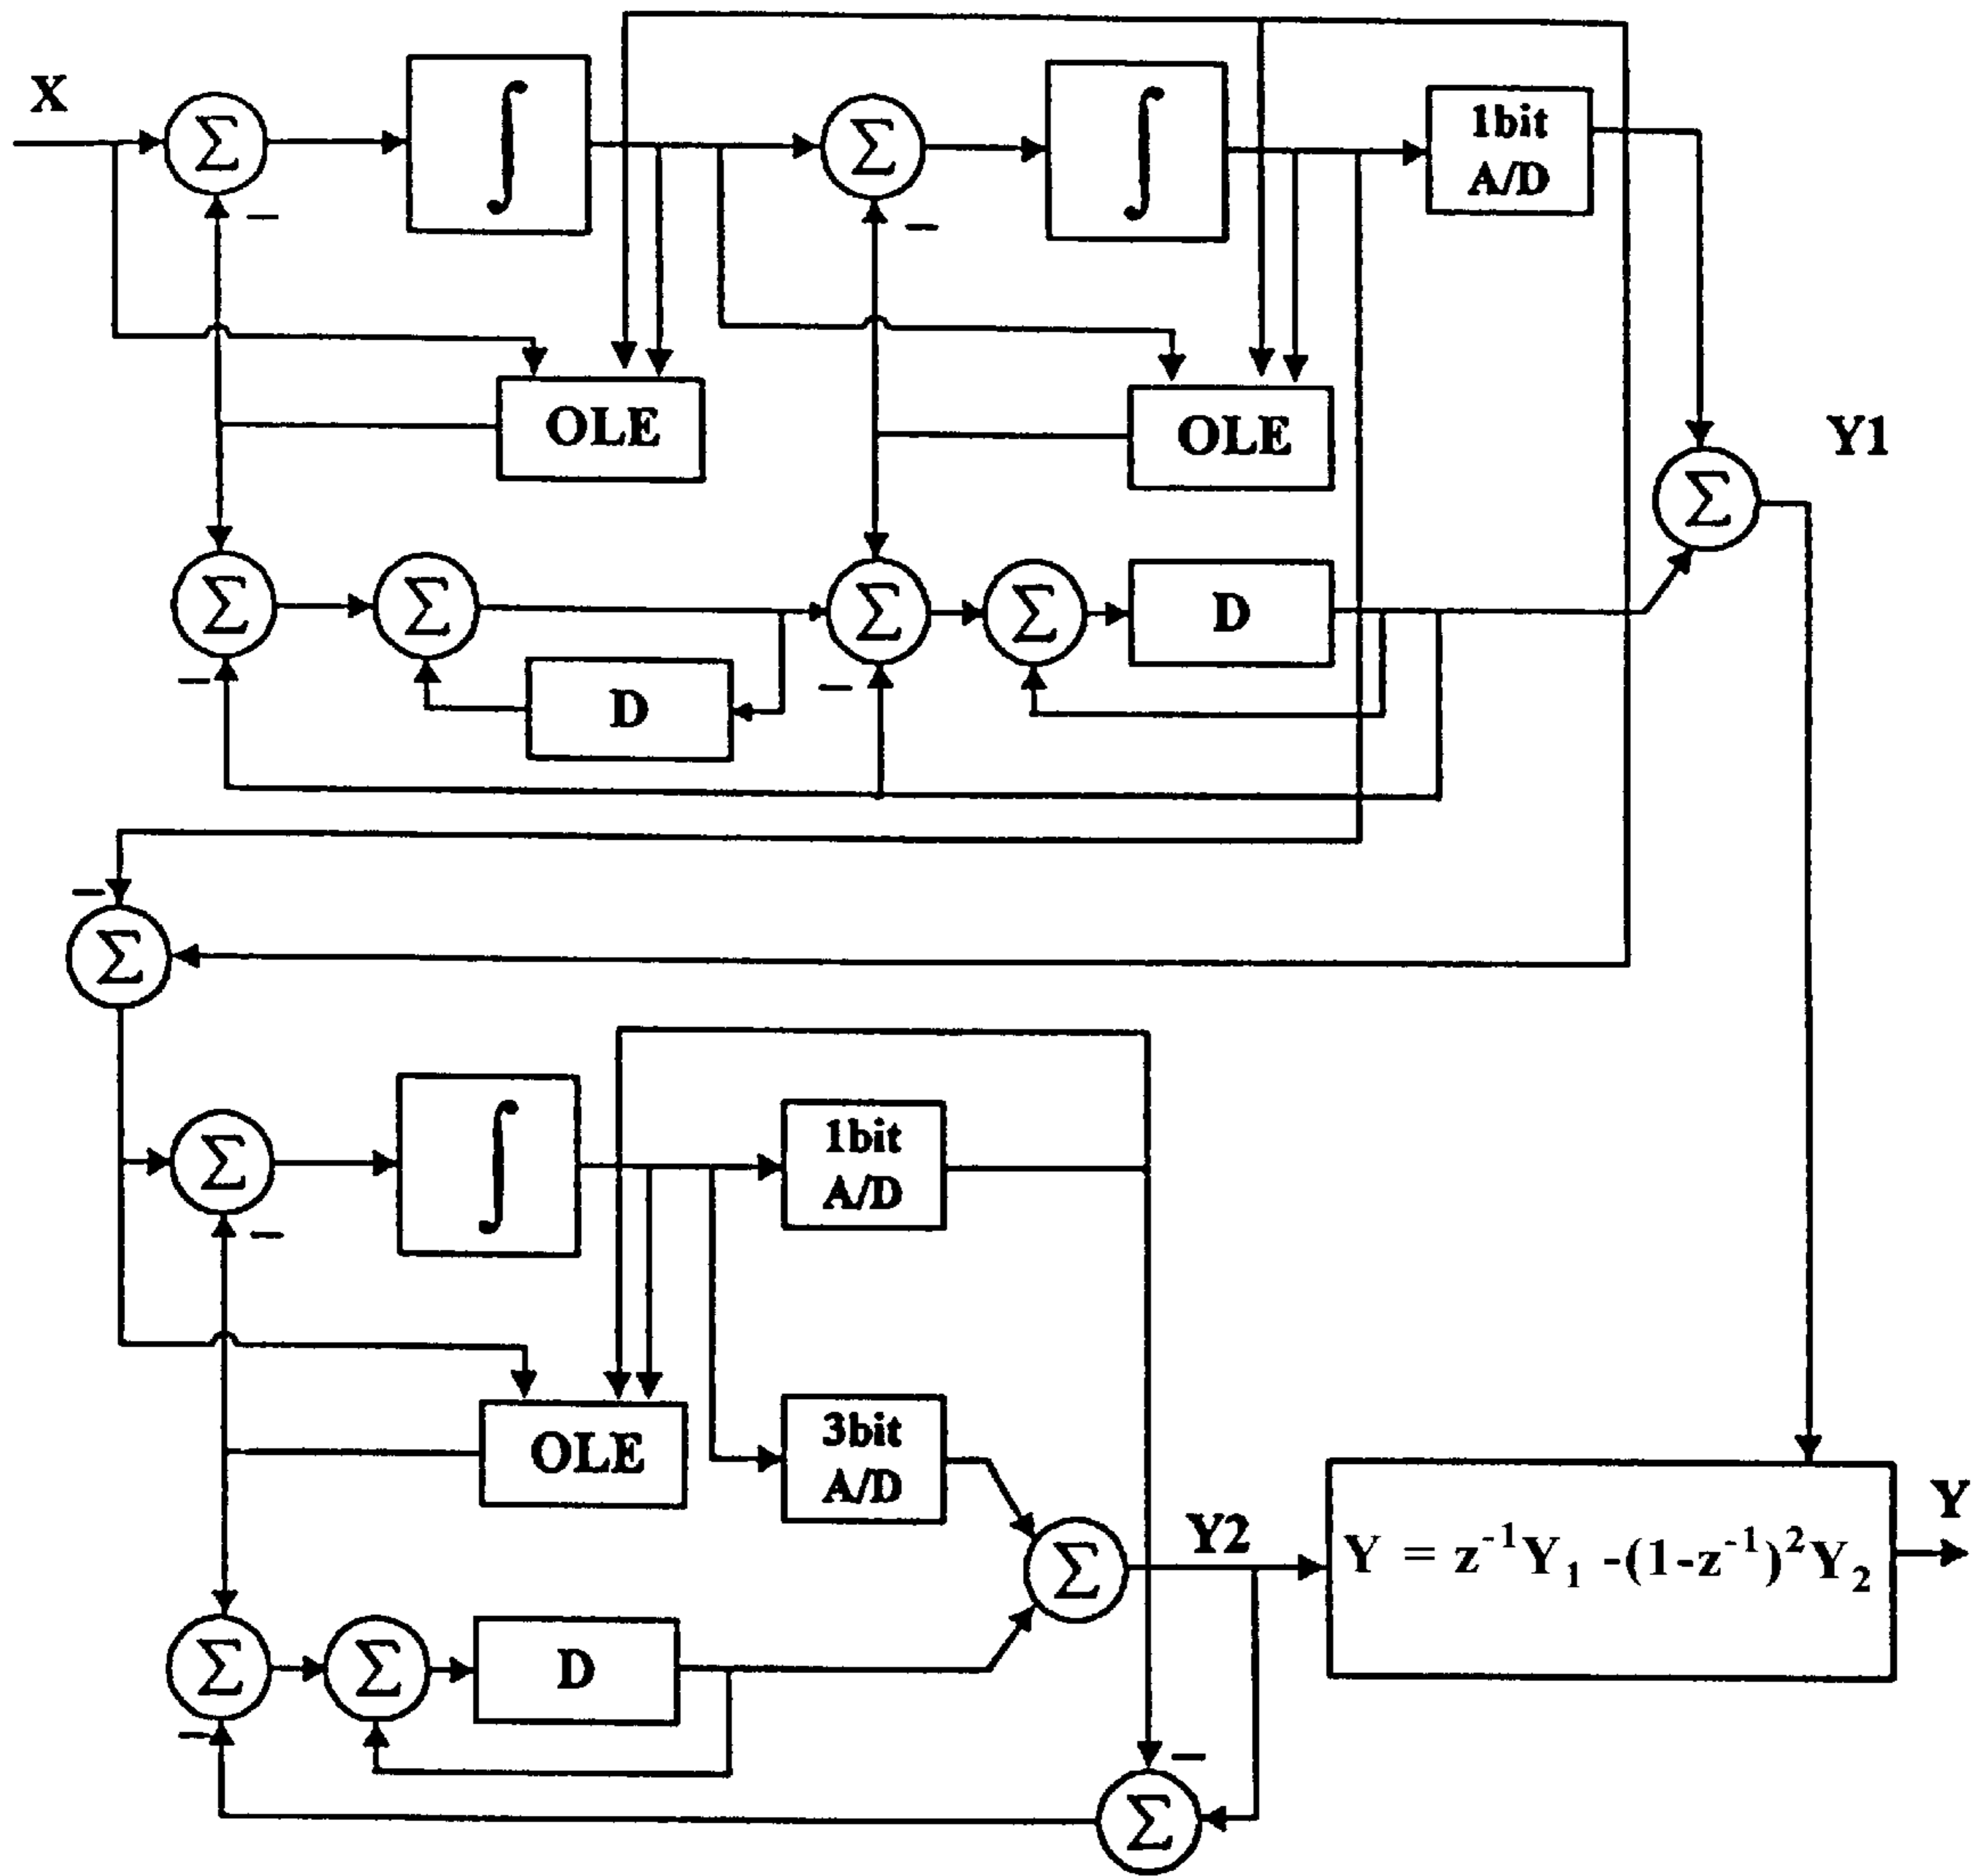 X
Σ
∫
Σ
∫
1bit
A/D
−
−
OLE
OLE
Y1
Σ
Σ
Σ
Σ
Σ
D
−
D
−
−
Σ
Σ
∫
1bit
A/D
−
OLE
3bit
A/D
Σ
Y2
Y = z⁻¹Y₁ -(1-z⁻¹)²Y₂
Y
Σ
Σ
D
−
−
Σ